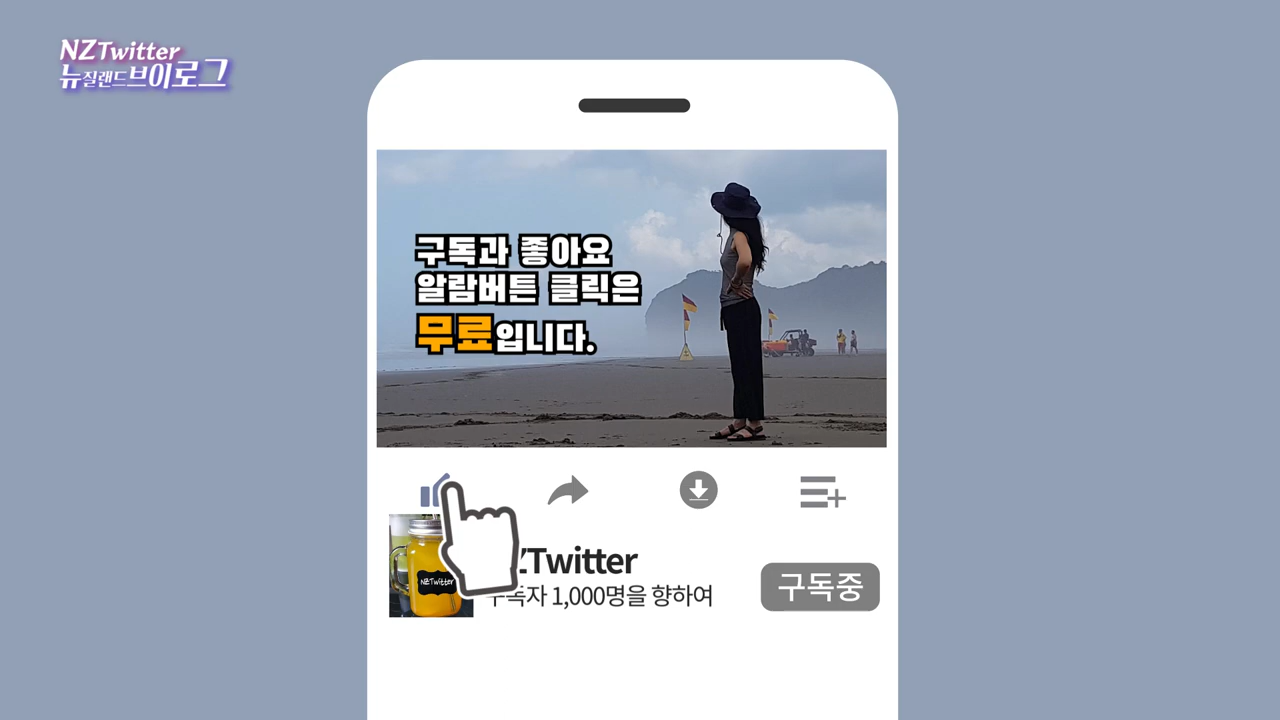 NZTwitter
뉴질랜드브이로그
구독과 좋아요
알람버튼 클릭은
무료입니다.
NZTwitter
ZTwitter
구독자 1,000명을 향하여
구독중